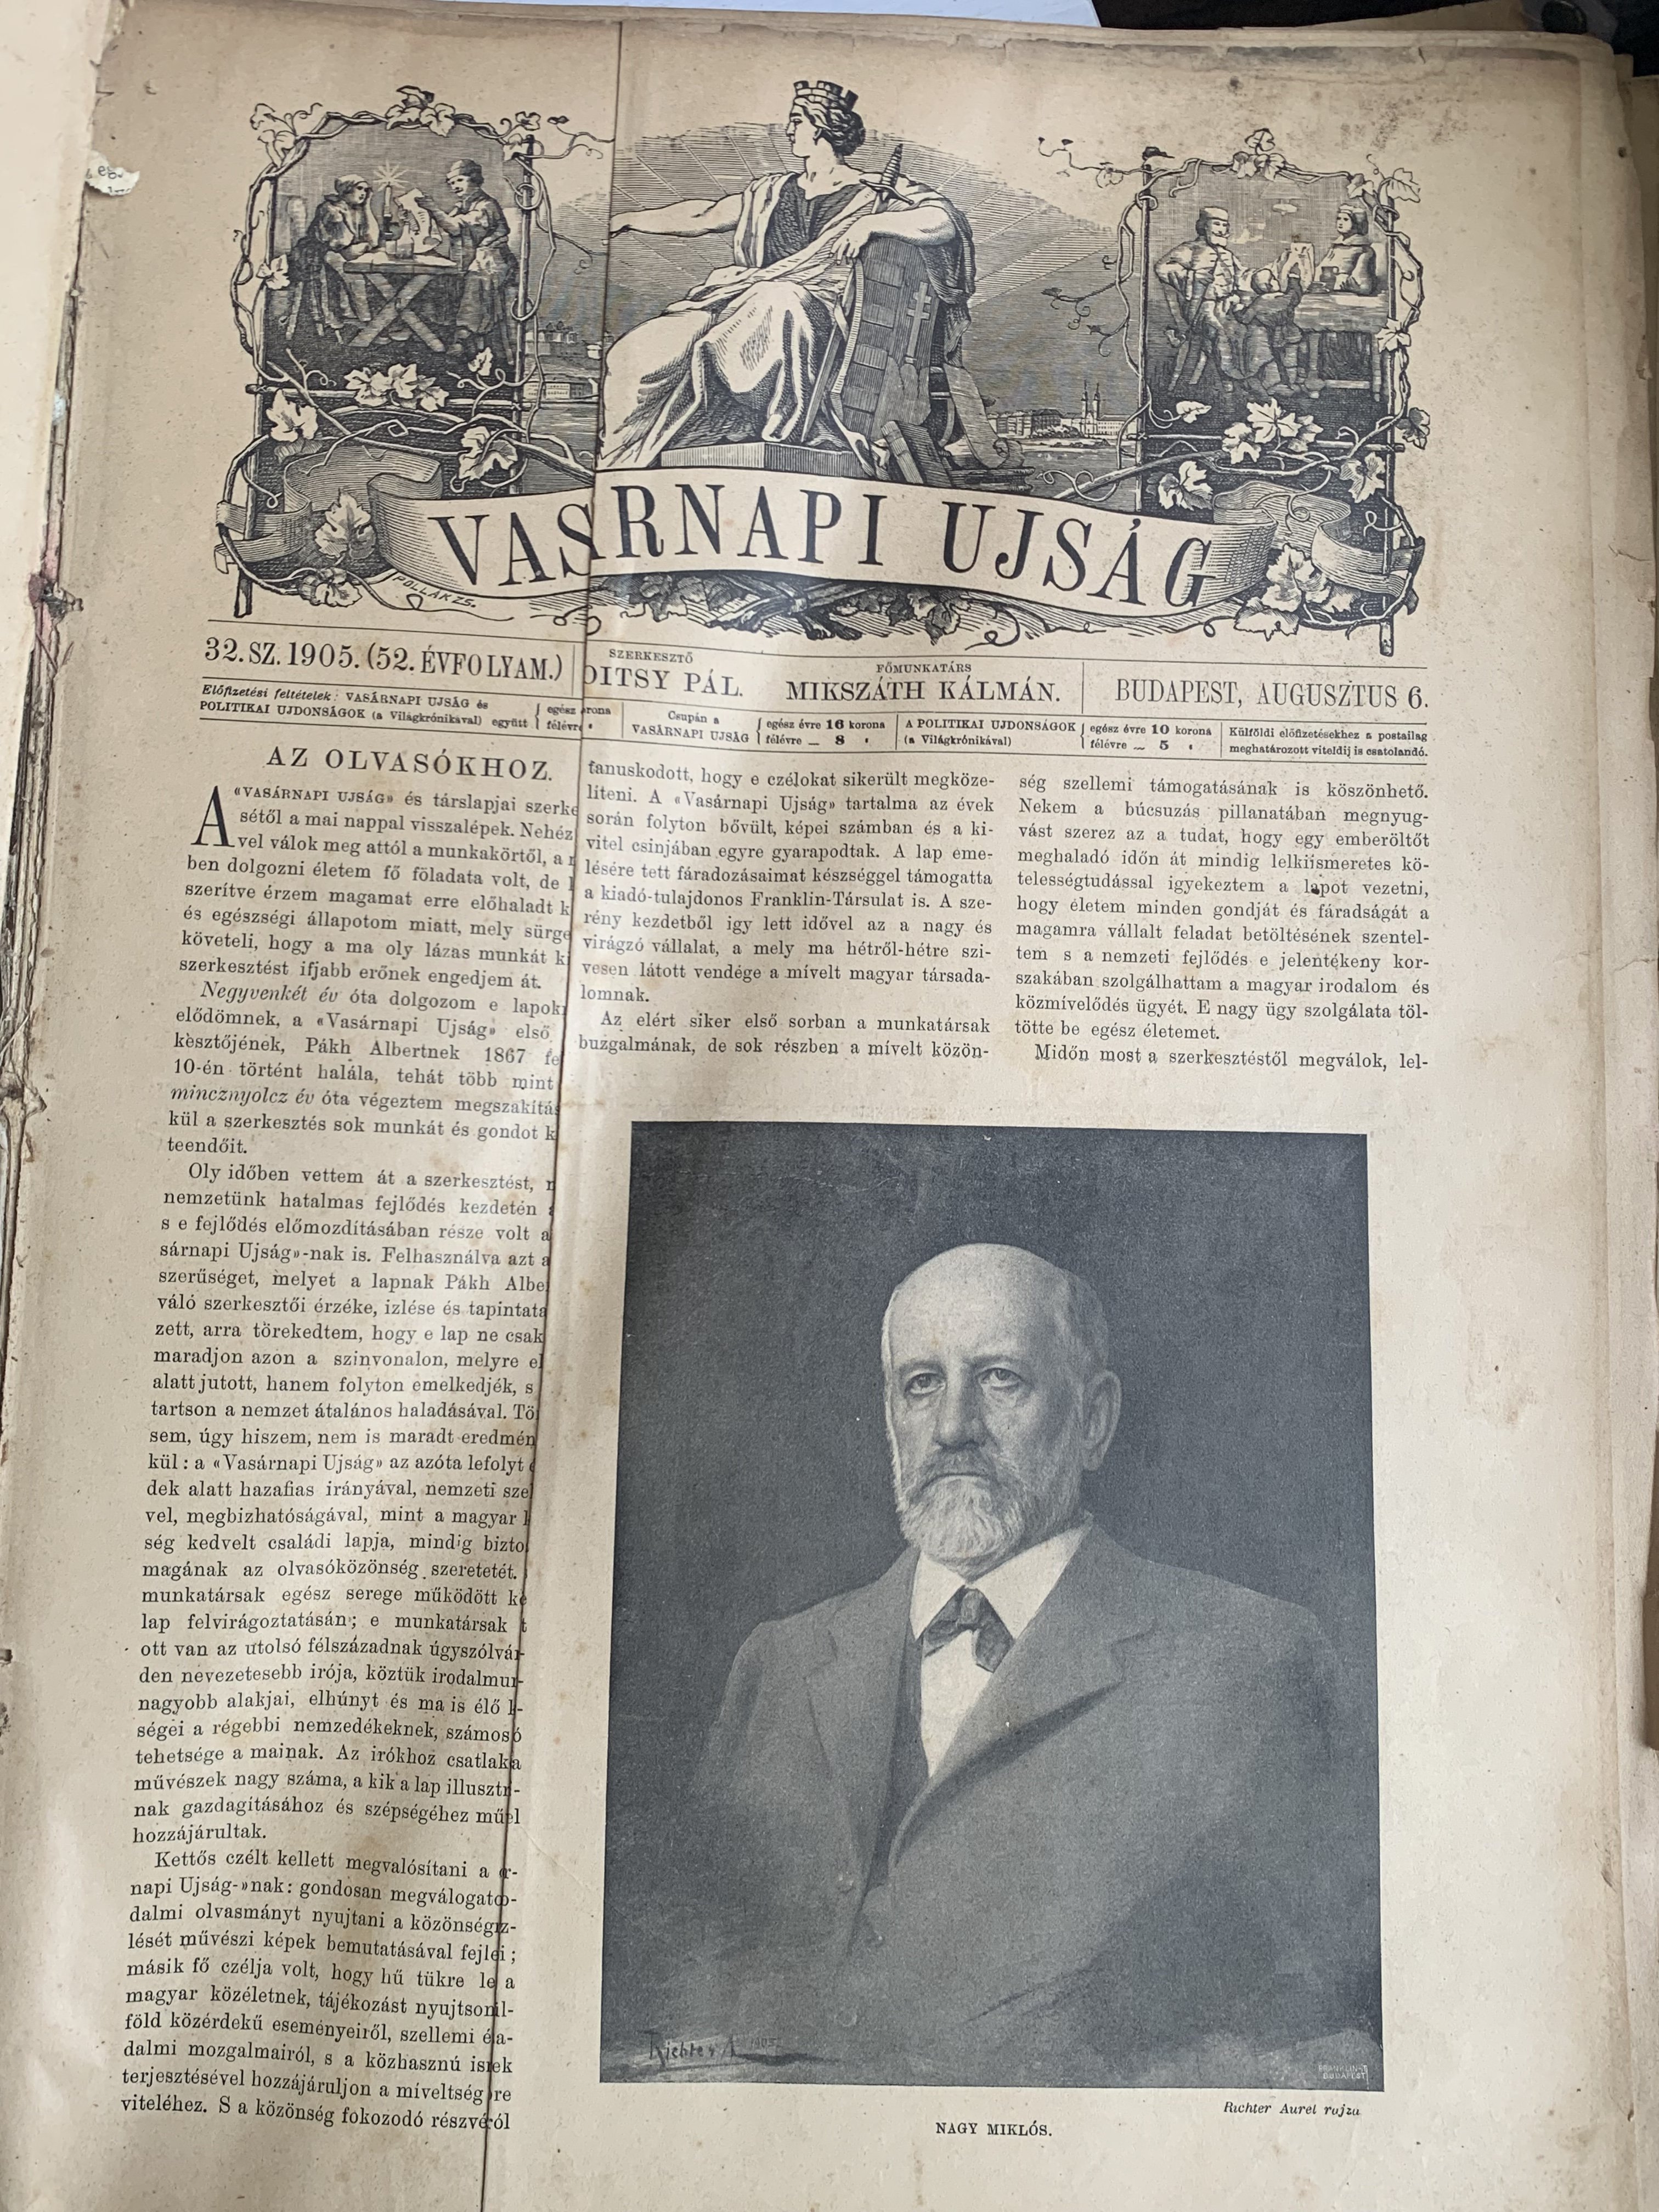 VASRNAPI UJSÁG
POLLÁK ZS.
32. SZ. 1905. (52. ÉVFOLYAM.)
SZERKESZTŐ
DITSY PÁL.
FŐMUNKATÁRS
MIKSZÁTH KÁLMÁN.
BUDAPEST, AUGUSZTUS 6.
Előfizetési feltételek: VASÁRNAPI UJSÁG és
POLITIKAI UJDONSÁGOK (a Világkrónikával) együtt
egész
félévre
Csupán a
VASÁRNAPI UJSÁG
egész évre 16 korona
félévre — 8 «
A POLITIKAI UJDONSÁGOK
(a Világkrónikával)
egész évre 10 korona
félévre — 5 «
Külföldi előfizetésekhez a postailag
meghatározott viteldíj is csatolandó.
AZ OLVASÓKHOZ.
A «VASÁRNAPI UJSÁG» és társlapjai szerke
sétől a mai nappal visszalépek. Nehéz
vel válok meg attól a munkakörtől, a
ben dolgozni életem fő föladata volt, de
szerítve érzem magamat erre előhaladt k
és egészségi állapotom miatt, mely sürge
követeli, hogy a ma oly lázas munkát ki
szerkesztést ifjabb erőnek engedjem át.
Negyvenkét év óta dolgozom e lapok
elődömnek, a «Vasárnapi Ujság» első
kesztőjének, Pákh Albertnek 1867 fe
10-én történt halála, tehát több mint
mincznyolcz év óta végeztem megszakítás
kül a szerkesztés sok munkát és gondot k
teendőit.
Oly időben vettem át a szerkesztést,
nemzetünk hatalmas fejlődés kezdetén
s e fejlődés előmozdításában része volt a
sárnapi Ujság»-nak is. Felhasználva azt a
szerűséget, melyet a lapnak Pákh Albe
váló szerkesztői érzéke, izlése és tapintata
zett, arra törekedtem, hogy e lap ne csak
maradjon azon a szinvonalon, melyre el
alatt jutott, hanem folyton emelkedjék, s
tartson a nemzet átalános haladásával. Tö
sem, úgy hiszem, nem is maradt eredmén
kül: a «Vasárnapi Ujság» az azóta lefolyt
dek alatt hazafias irányával, nemzeti sze
vel, megbizhatóságával, mint a magyar
ség kedvelt családi lapja, mindig bizto
magának az olvasóközönség szeretetét.
munkatársak egész serege működött ke
lap felvirágoztatásán; e munkatársak
ott van az utolsó félszázadnak úgyszólvá
den nevezetesebb irója, köztük irodalmun
nagyobb alakjai, elhúnyt és ma is élő
ségei a régebbi nemzedékeknek, számos
tehetsége a mainak. Az irókhoz csatlak
művészek nagy száma, a kik a lap illusztr
nak gazdagításához és szépségéhez mű
hozzájárultak.
Kettős czélt kellett megvalósítani a
napi Ujság-»nak: gondosan megválogato
dalmi olvasmányt nyujtani a közönség
lését művészi képek bemutatásával fejle
másik fő czélja volt, hogy hű tükre le a
magyar közéletnek, tájékozást nyujtson
föld közérdekű eseményeiről, szellemi é
dalmi mozgalmairól, s a közhasznú is
terjesztésével hozzájáruljon a míveltség
viteléhez. S a közönség fokozodó részvé
tanuskodott, hogy e czélokat sikerült megköze-
líteni. A «Vasárnapi Ujság» tartalma az évek
során folyton bővült, képei számban és a ki-
vitel csinjában egyre gyarapodtak. A lap eme-
lésére tett fáradozásaimat készséggel támogatta
a kiadó-tulajdonos Franklin-Társulat is. A sze-
rény kezdetből igy lett idővel az a nagy és
virágzó vállalat, a mely ma hétről-hétre szi-
vesen látott vendége a mívelt magyar társada-
lomnak.
Az elért siker első sorban a munkatársak
buzgalmának, de sok részben a mívelt közön-
ség szellemi támogatásának is köszönhető.
Nekem a búcsuzás pillanatában megnyug-
vást szerez az a tudat, hogy egy emberöltőt
meghaladó időn át mindig lelkiismeretes kö-
telességtudással igyekeztem a lapot vezetni,
hogy életem minden gondját és fáradságát a
magamra vállalt feladat betöltésének szentel-
tem s a nemzeti fejlődés e jelentékeny kor-
szakában szolgálhattam a magyar irodalom és
közmívelődés ügyét. E nagy ügy szolgálata töl-
tötte be egész életemet.
Midőn most a szerkesztéstől megválok, lel-
Richter A 1905
FRANKLIN-T
BUDAPEST
Richter Aurél rajza
NAGY MIKLÓS.